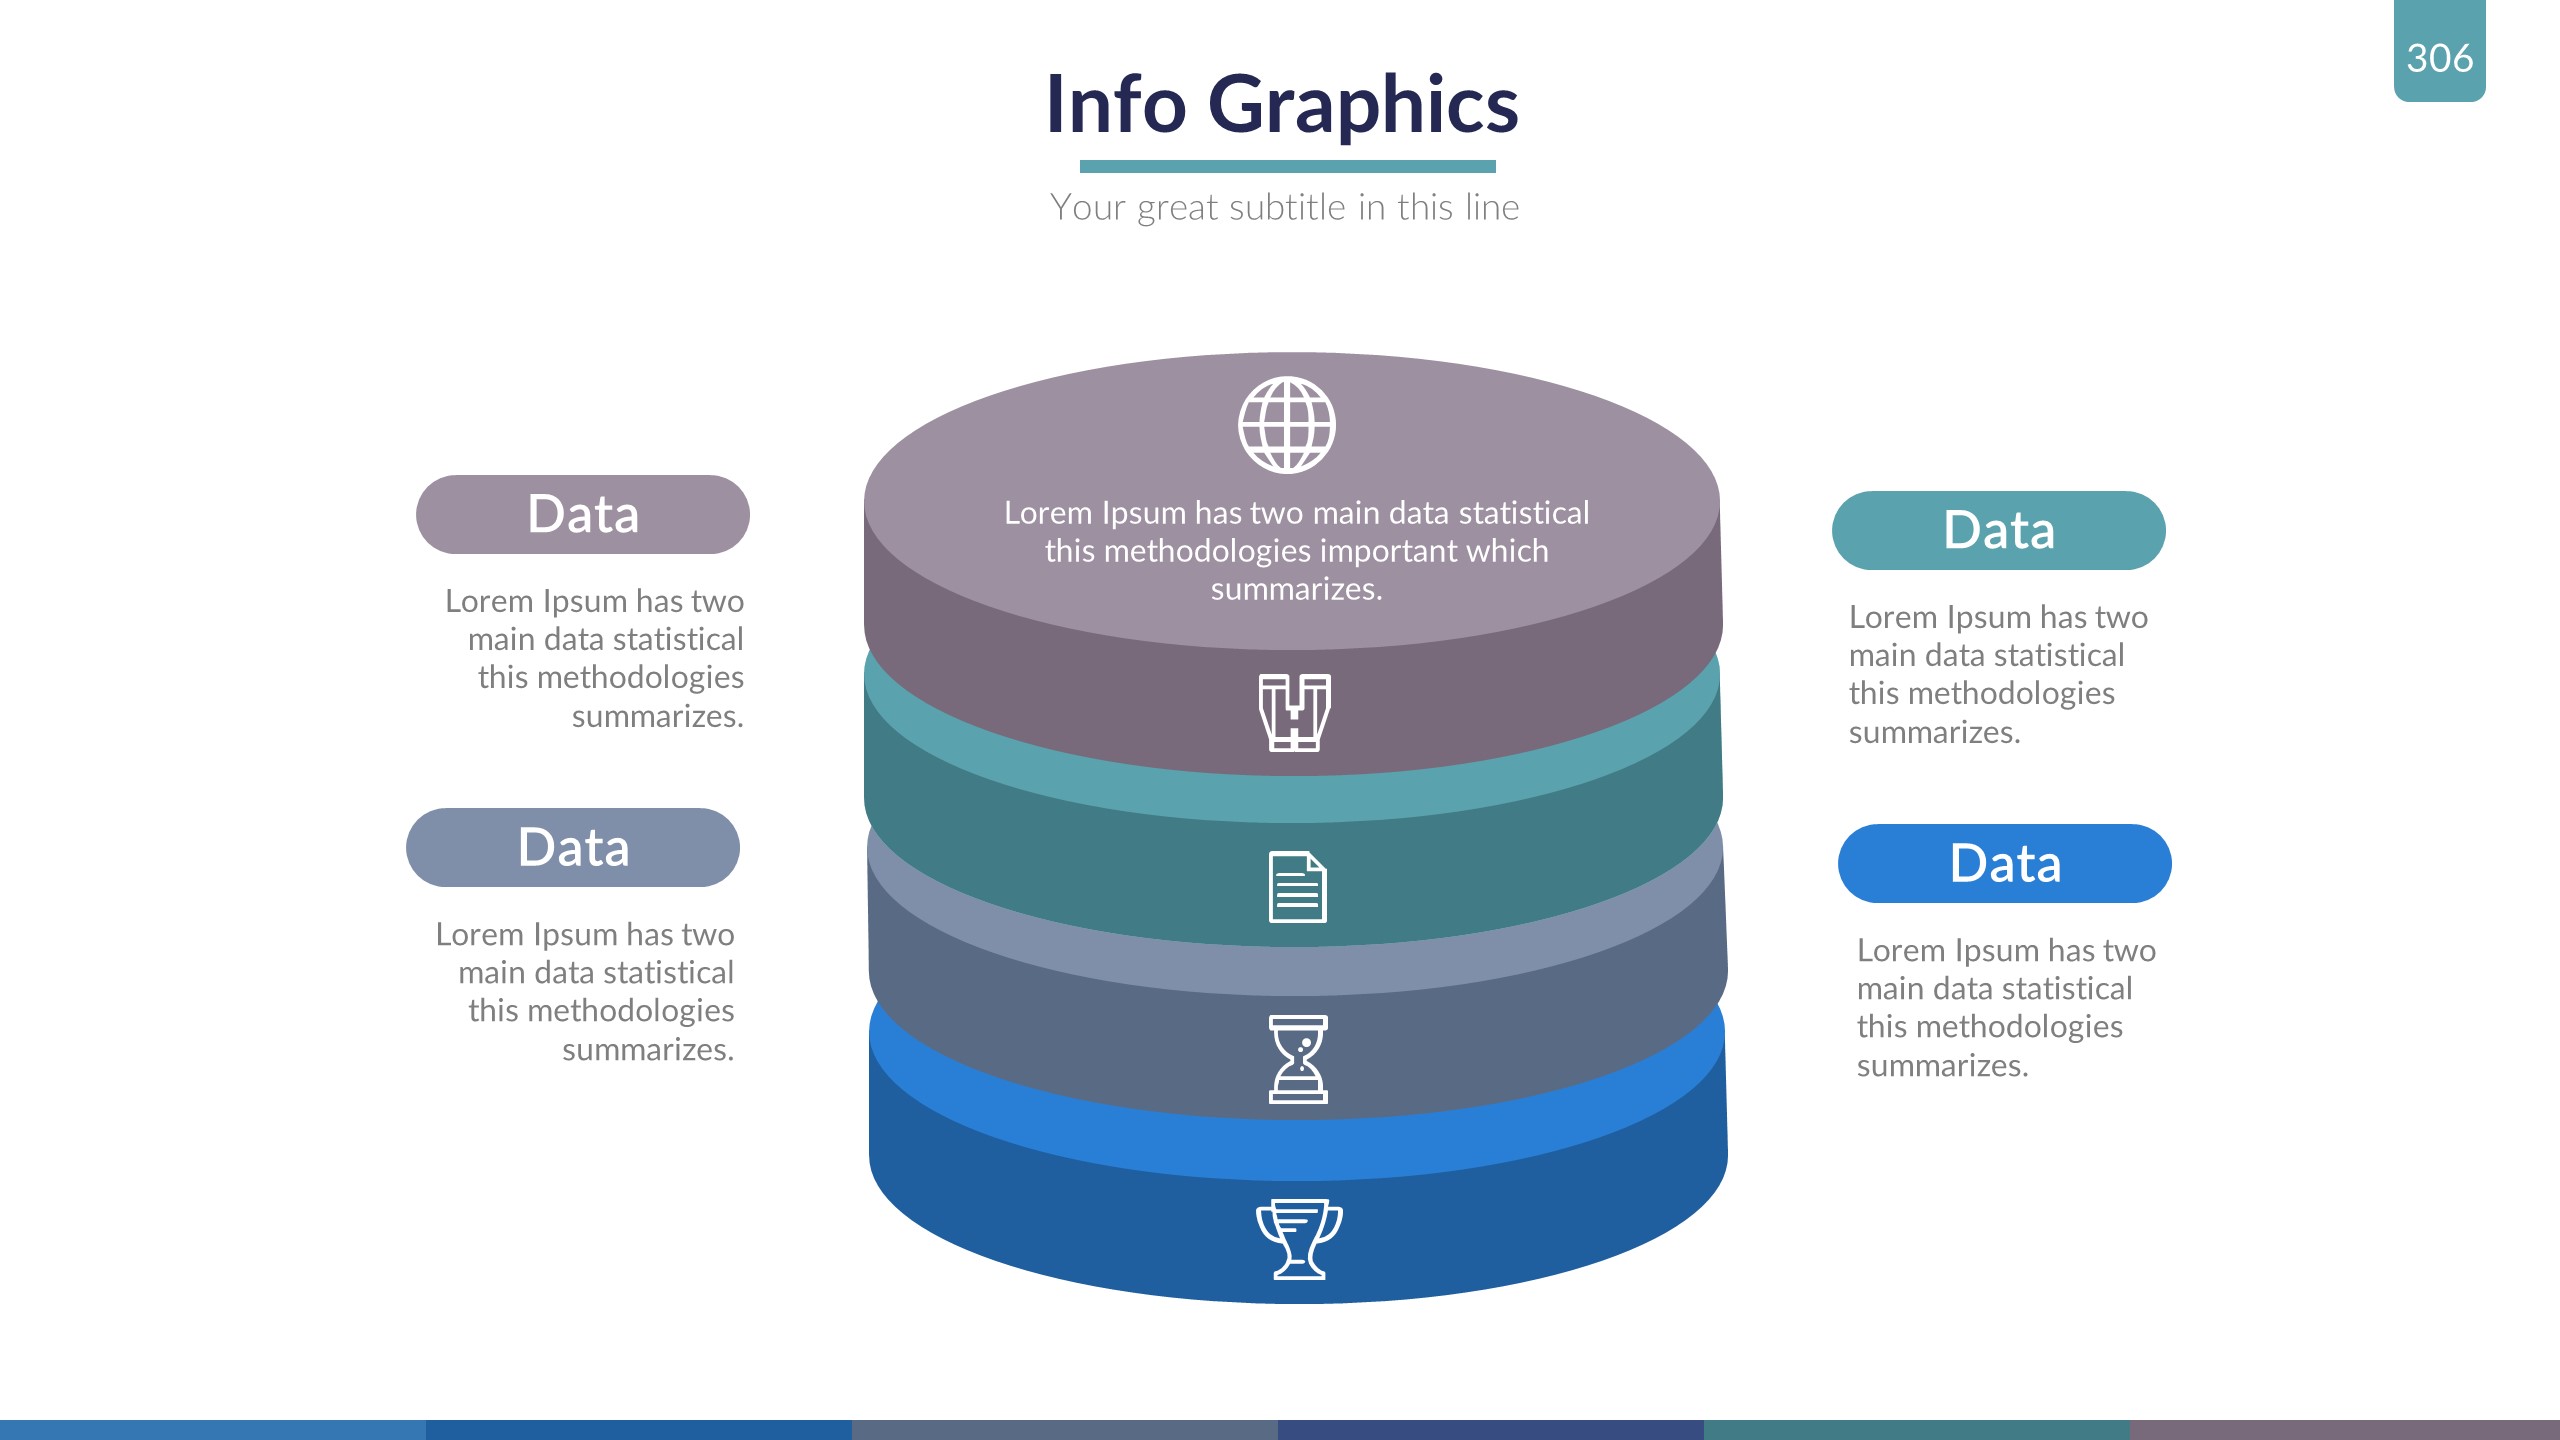 306
Info Graphics
Your great subtitle in this line
Lorem Ipsum has two main data statistical
this methodologies important which
summarizes.
Data
Lorem Ipsum has two
main data statistical
this methodologies
summarizes.
Data
Lorem Ipsum has two
main data statistical
this methodologies
summarizes.
Data
Lorem Ipsum has two
main data statistical
this methodologies
summarizes.
Data
Lorem Ipsum has two
main data statistical
this methodologies
summarizes.